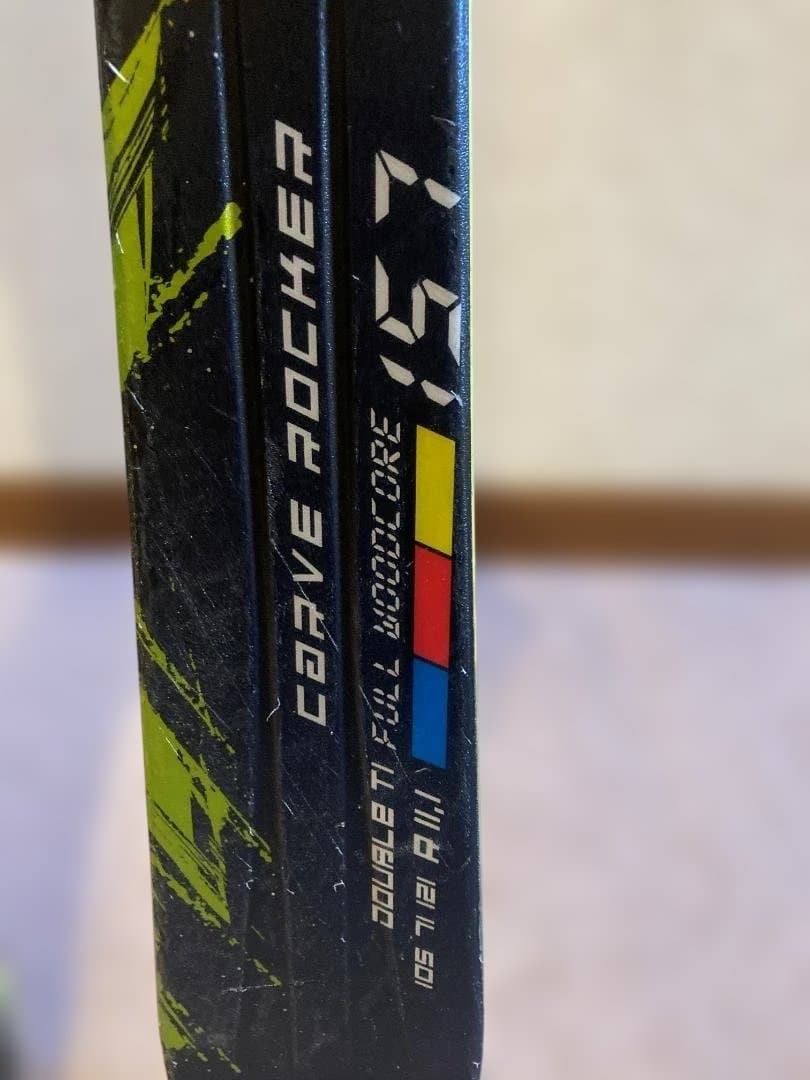 CARVE ROCKER
157
DOUBLE TI FULL WOODCORE
105 71 121 R 11,1